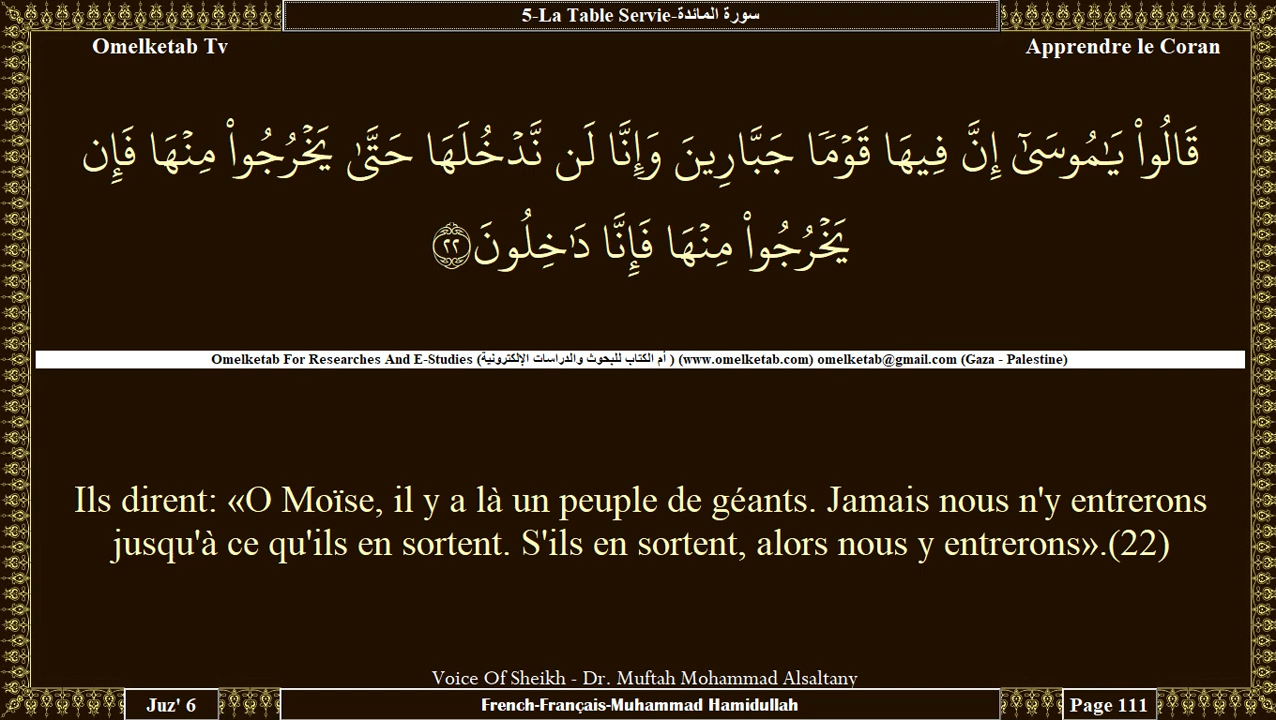 5-La Table Servie-سورة المائدة
Omelketab Tv
Apprendre le Coran
قَالُواْ يَٰمُوسَىٰٓ إِنَّ فِيهَا قَوۡمٗا جَبَّارِينَ وَإِنَّا لَن نَّدۡخُلَهَا حَتَّىٰ يَخۡرُجُواْ مِنۡهَا فَإِن
يَخۡرُجُواْ مِنۡهَا فَإِنَّا دَٰخِلُونَ ٢٢
Omelketab For Researches And E-Studies (أم الكتاب للبحوث والدراسات الإلكترونية ) (www.omelketab.com) omelketab@gmail.com (Gaza - Palestine)
Ils dirent: «O Moïse, il y a là un peuple de géants. Jamais nous n'y entrerons
jusqu'à ce qu'ils en sortent. S'ils en sortent, alors nous y entrerons».(22)
Voice Of Sheikh - Dr. Muftah Mohammad Alsaltany
Juz' 6
French-Français-Muhammad Hamidullah
Page 111